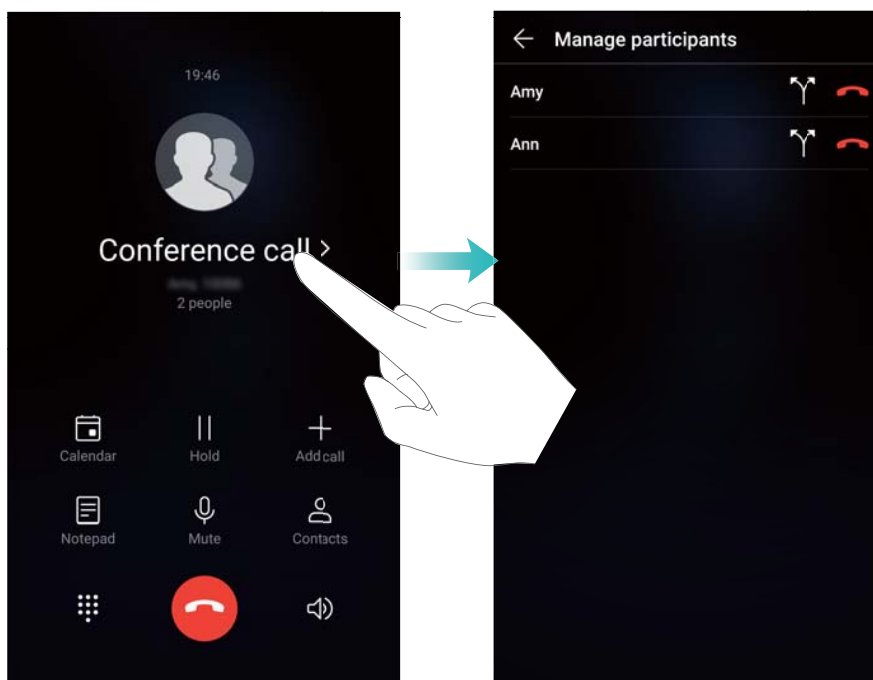 19:46
Conference call >
2 people
Calendar
Hold
Add call
Notepad
Mute
Contacts
Manage participants
Amy
Ann